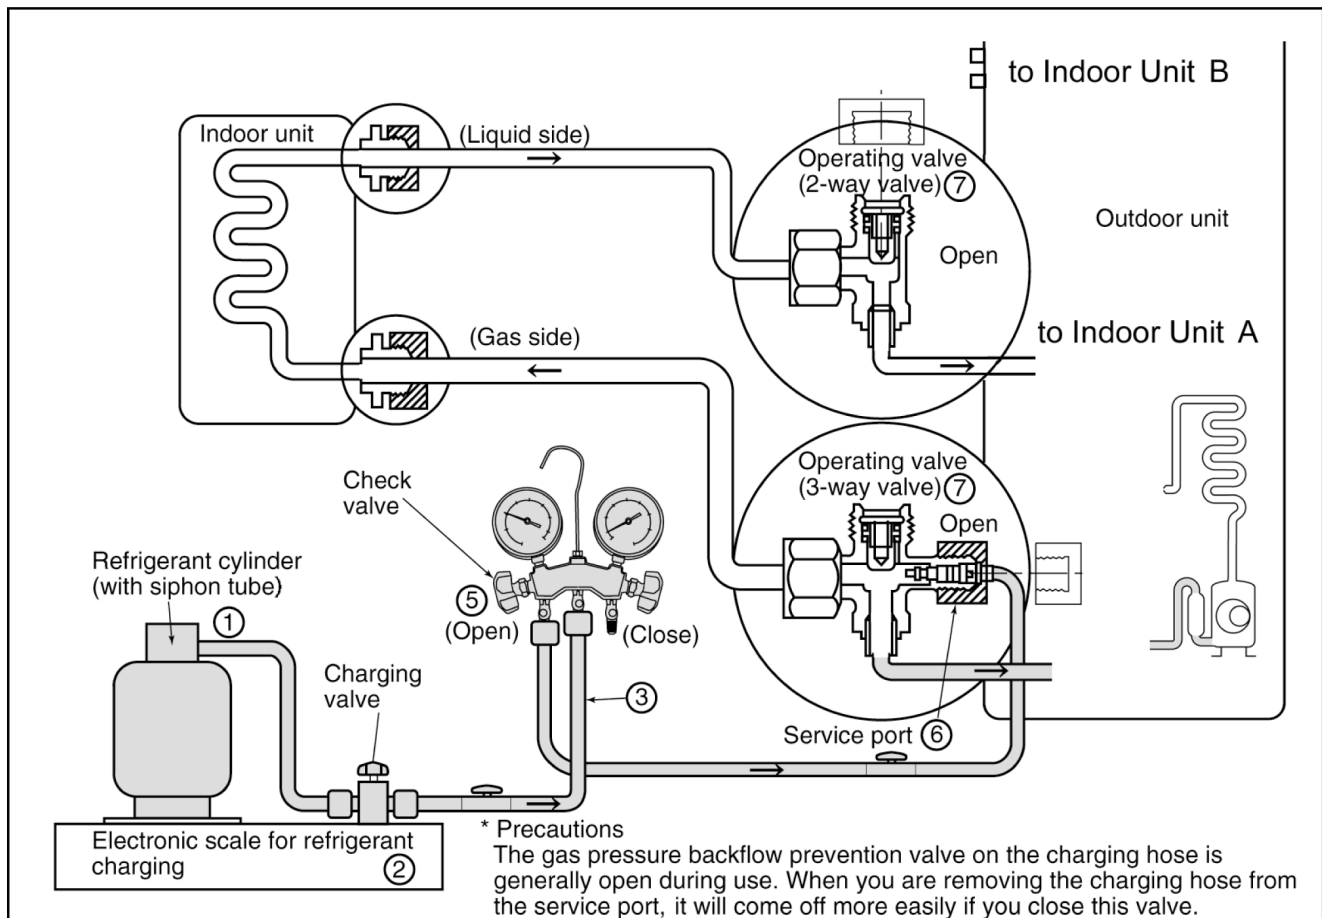 to Indoor Unit B
Indoor unit
(Liquid side)
Operating valve
(2-way valve) ⑦
Outdoor unit
Open
to Indoor Unit A
(Gas side)
Operating valve
(3-way valve) ⑦
Open
Check
valve
Refrigerant cylinder
(with siphon tube)
⑤
(Open)
(Close)
①
Charging
valve
③
Service port ⑥
Electronic scale for refrigerant
charging ②
* Precautions
The gas pressure backflow prevention valve on the charging hose is
generally open during use. When you are removing the charging hose from
the service port, it will come off more easily if you close this valve.